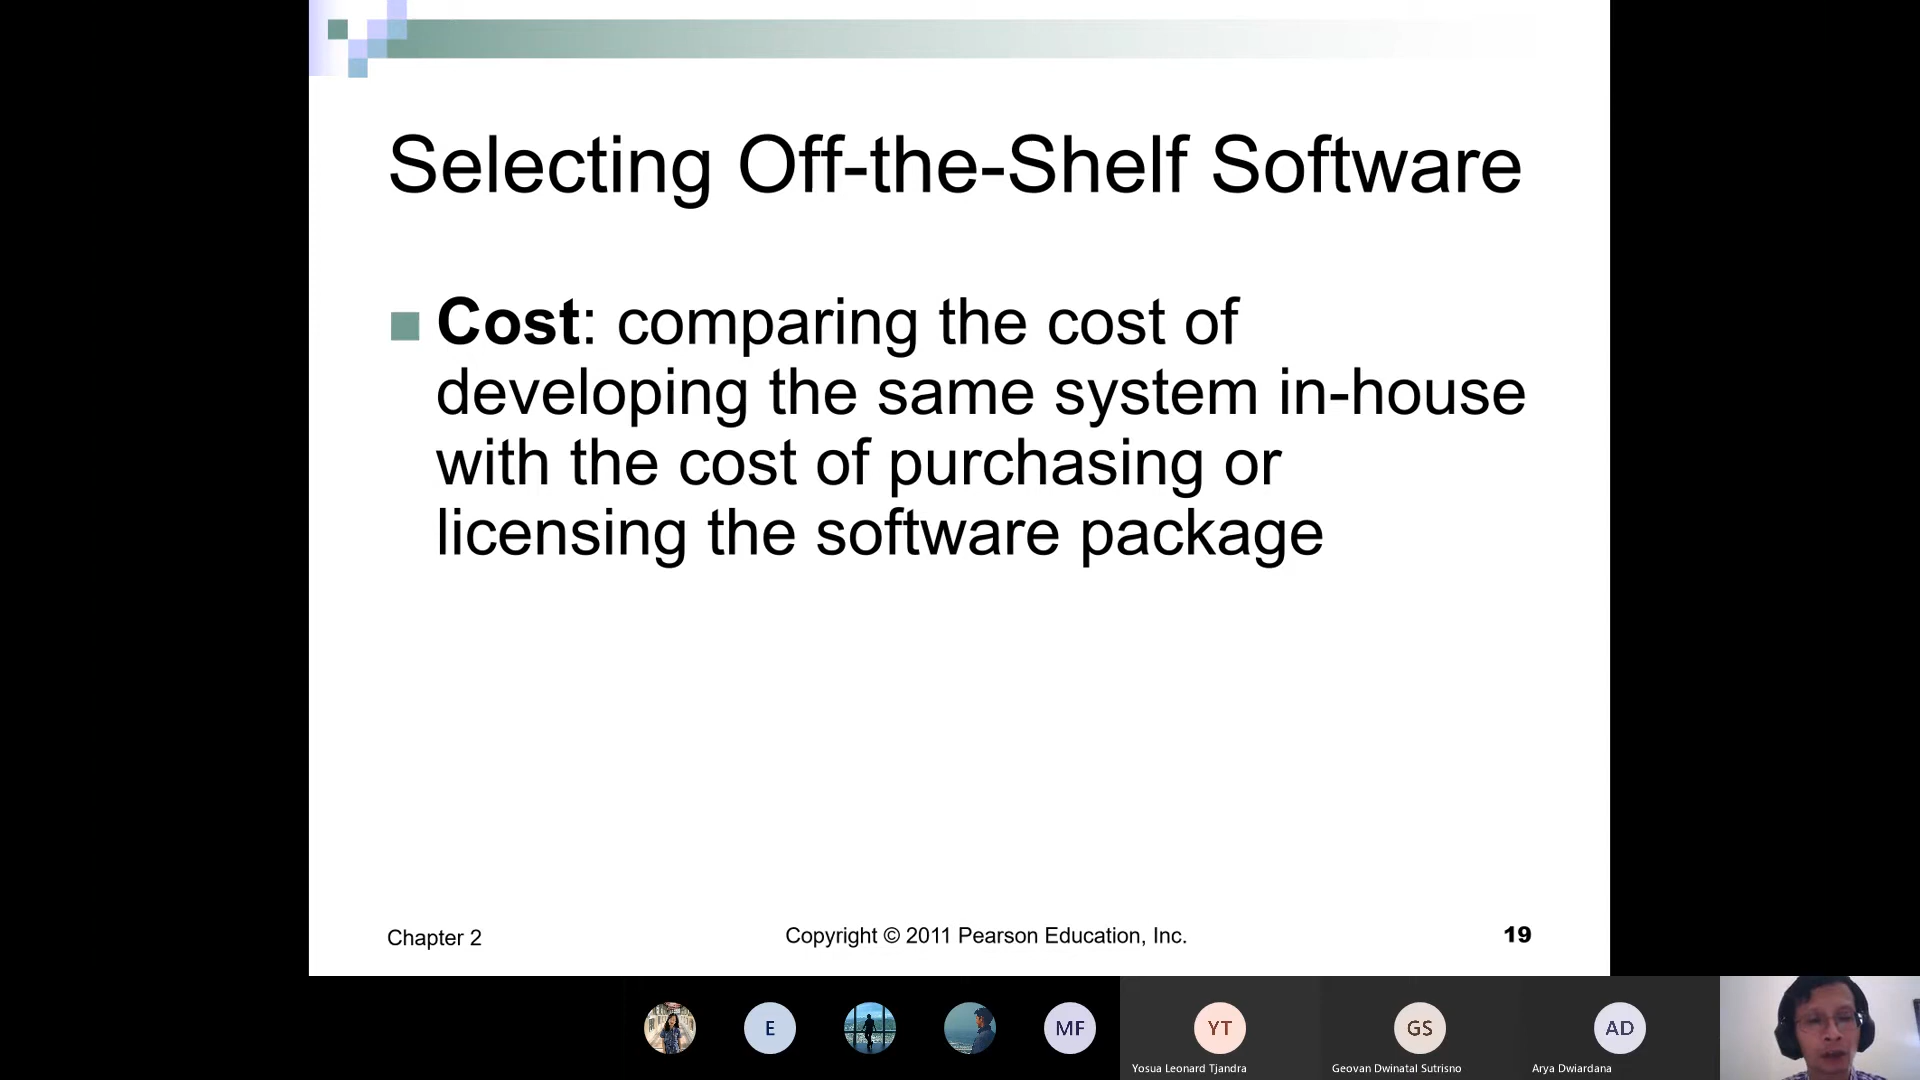 Selecting Off-the-Shelf Software
Cost: comparing the cost of
developing the same system in-house
with the cost of purchasing or
licensing the software package
Chapter 2
Copyright © 2011 Pearson Education, Inc.
19
E
MF
YT
GS
AD
Yosua Leonard Tjandra
Geovan Dwinatal Sutrisno
Arya Dwiardana